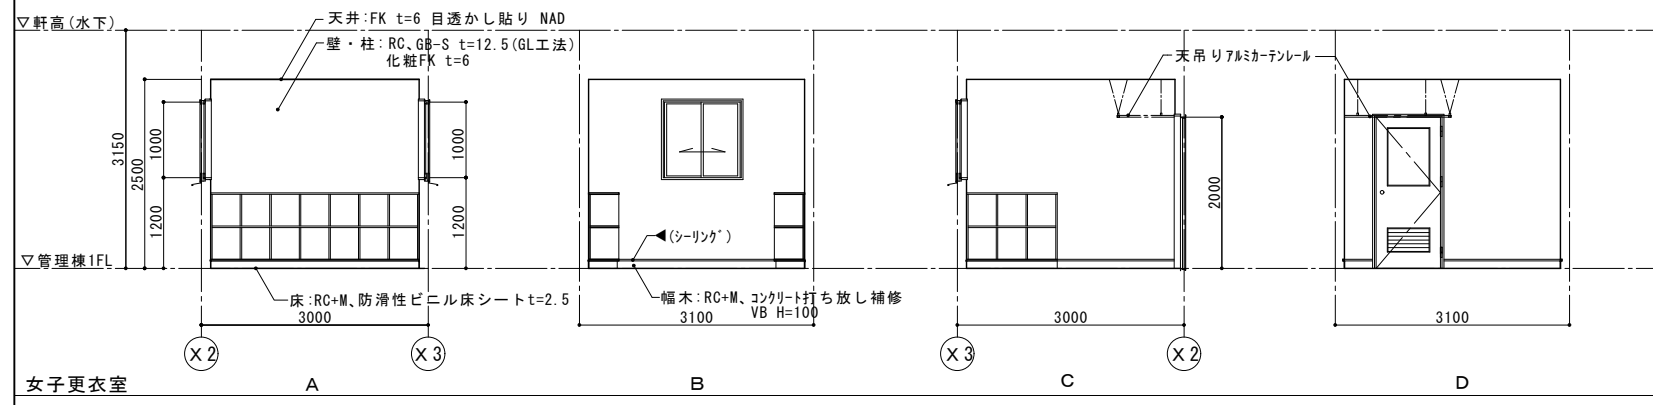 ▽軒高(水下)
天井:FK t=6 目透かし貼り NAD
壁・柱:RC、GB-S t=12.5(GL工法)
化粧FK t=6
天吊りアルミカーテンレール
3150
2500
1000
1200
1000
1200
2000
(シーリング)
▽管理棟1FL
床:RC+M、防滑性ビニル床シートt=2.5
幅木:RC+M、コンクリート打ち放し補修
VB H=100
3000
3100
3000
3100
X2
X3
X3
X2
女子更衣室
A
B
C
D